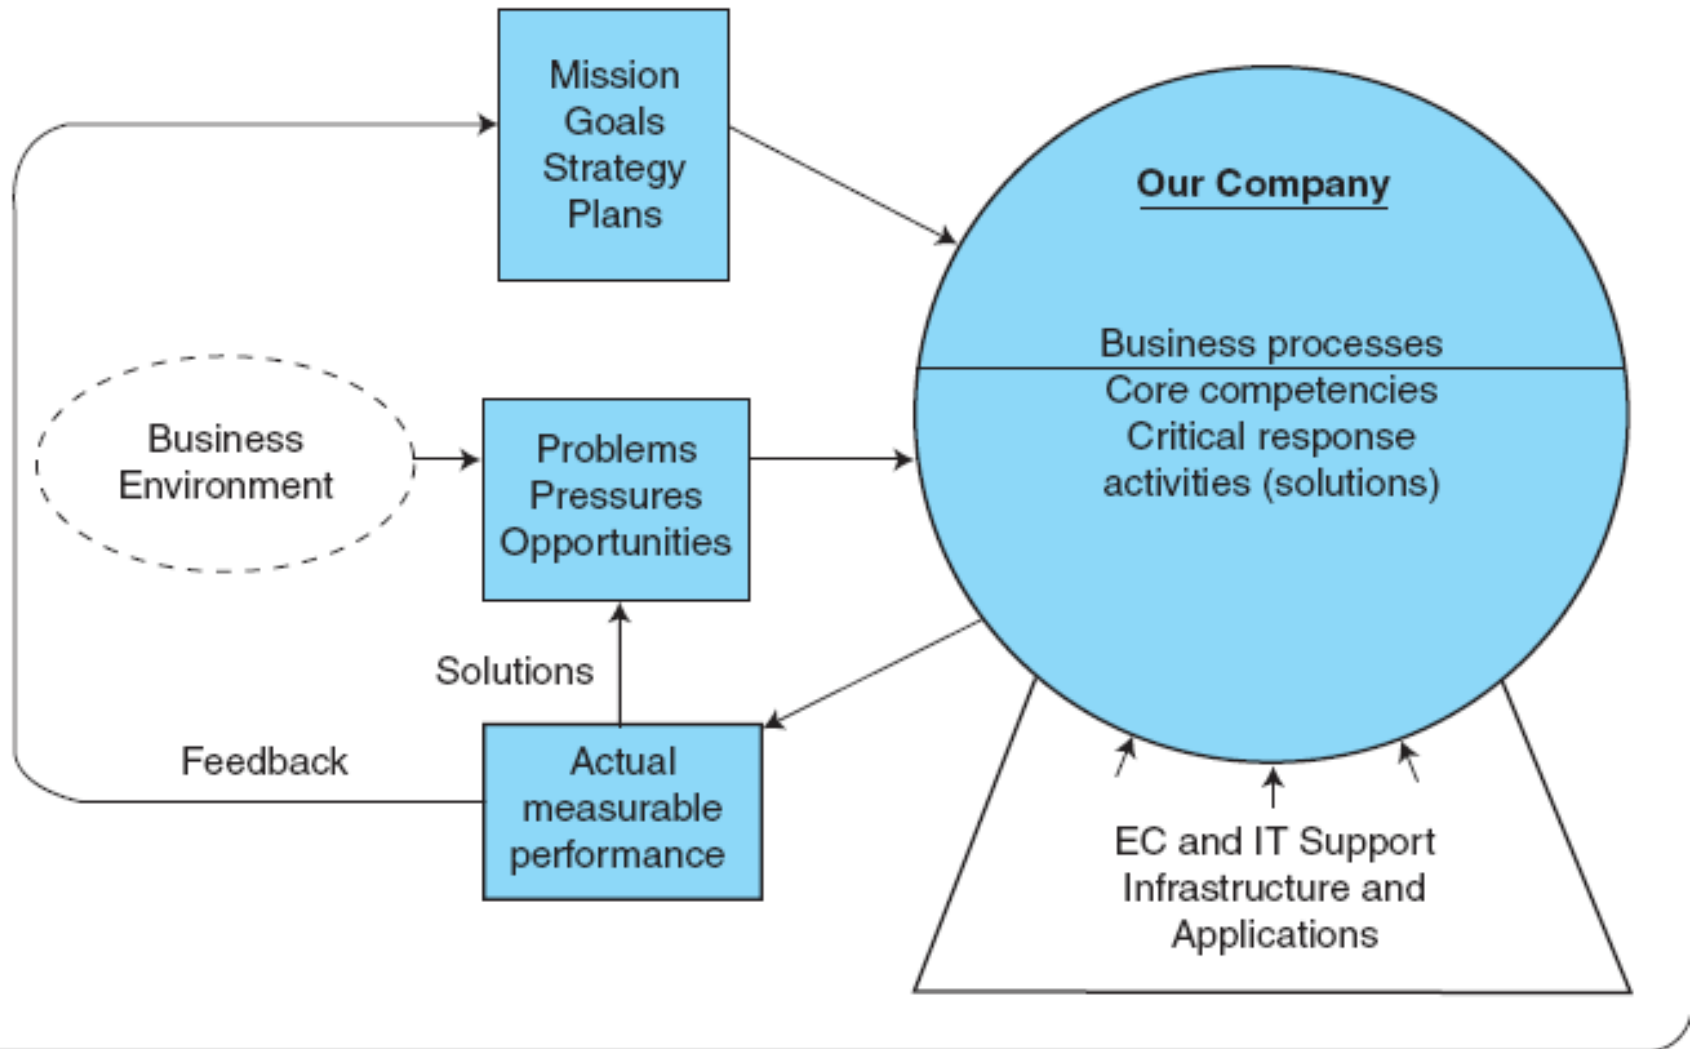 Mission
Goals
Strategy
Plans
Our Company
Business processes
Core competencies
Critical response
activities (solutions)
Business
Environment
Problems
Pressures
Opportunities
Solutions
Feedback
Actual
measurable
performance
EC and IT Support
Infrastructure and
Applications